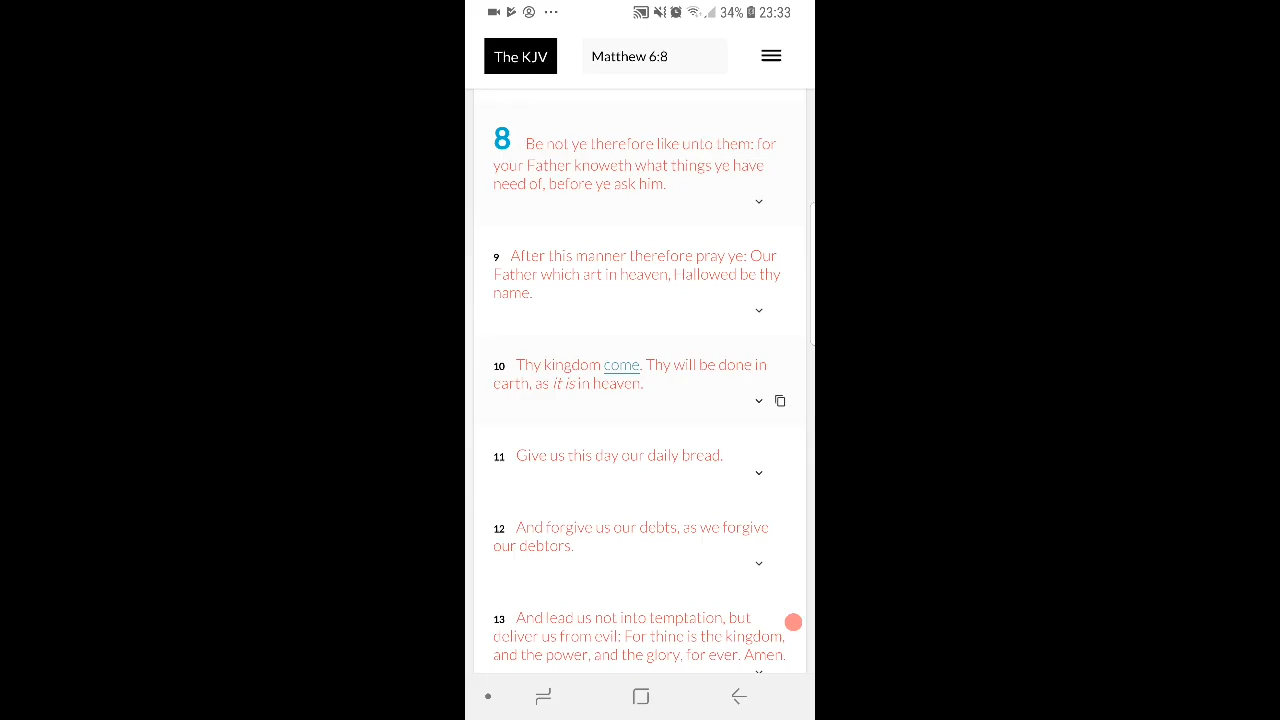 34% 23:33
The KJV
Matthew 6:8
8 Be not ye therefore like unto them: for
your Father knoweth what things ye have
need of, before ye ask him.
9 After this manner therefore pray ye: Our
Father which art in heaven, Hallowed be thy
name.
10 Thy kingdom come. Thy will be done in
earth, as it is in heaven.
11 Give us this day our daily bread.
12 And forgive us our debts, as we forgive
our debtors.
13 And lead us not into temptation, but
deliver us from evil: For thine is the kingdom,
and the power, and the glory, for ever. Amen.